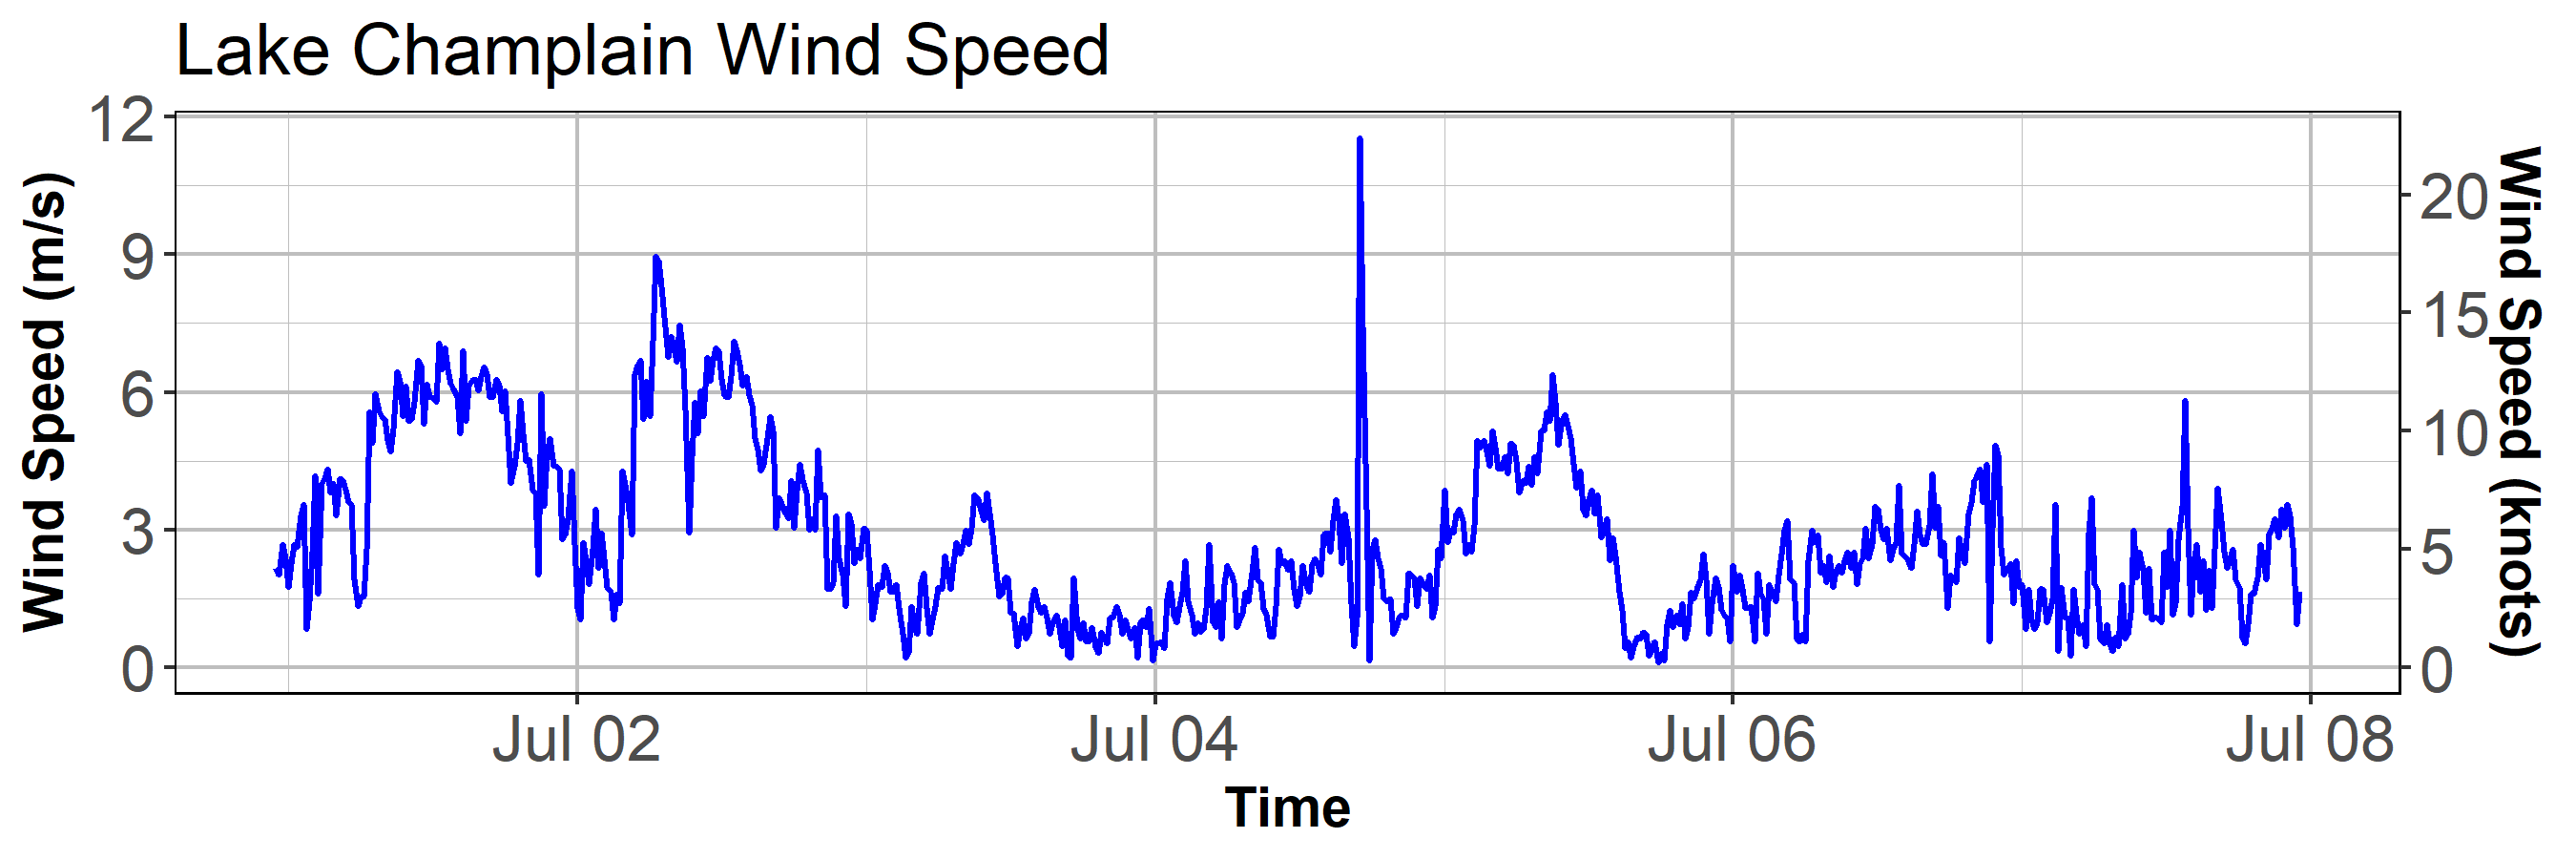 Lake Champlain Wind Speed
Wind Speed (m/s)
12
9
6
3
0
20
15
10
5
0
Wind Speed (knots)
Jul 02
Jul 04
Jul 06
Jul 08
Time